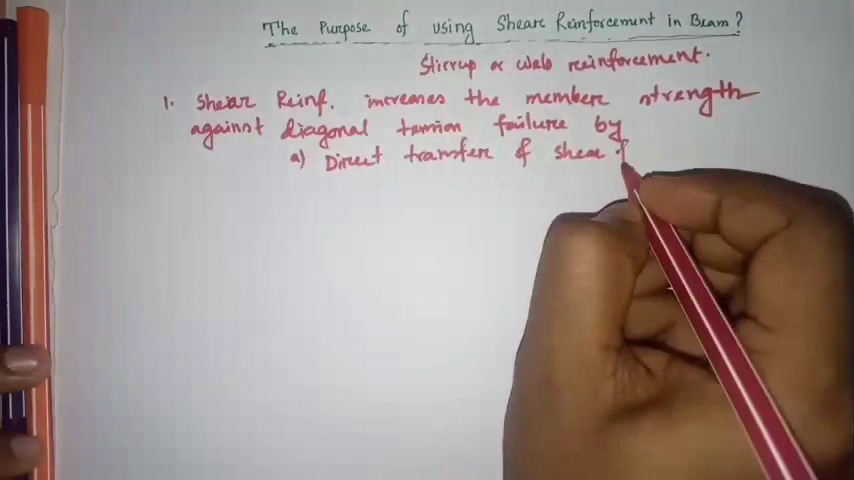 The Purpose of using Shear Reinforcement in Beam?
Stirrup or web reinforcement.
1. Shear Reinf. increases the member strength
against diagonal tension failure by
a) Direct transfer of shear f